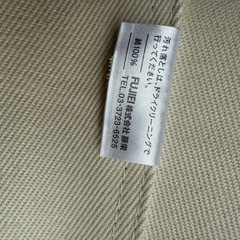 汚れ落としは、ドライクリーニングで
行ってください。
綿100%
FUJIEI 株式会社 藤栄
TEL.03-3723-6525